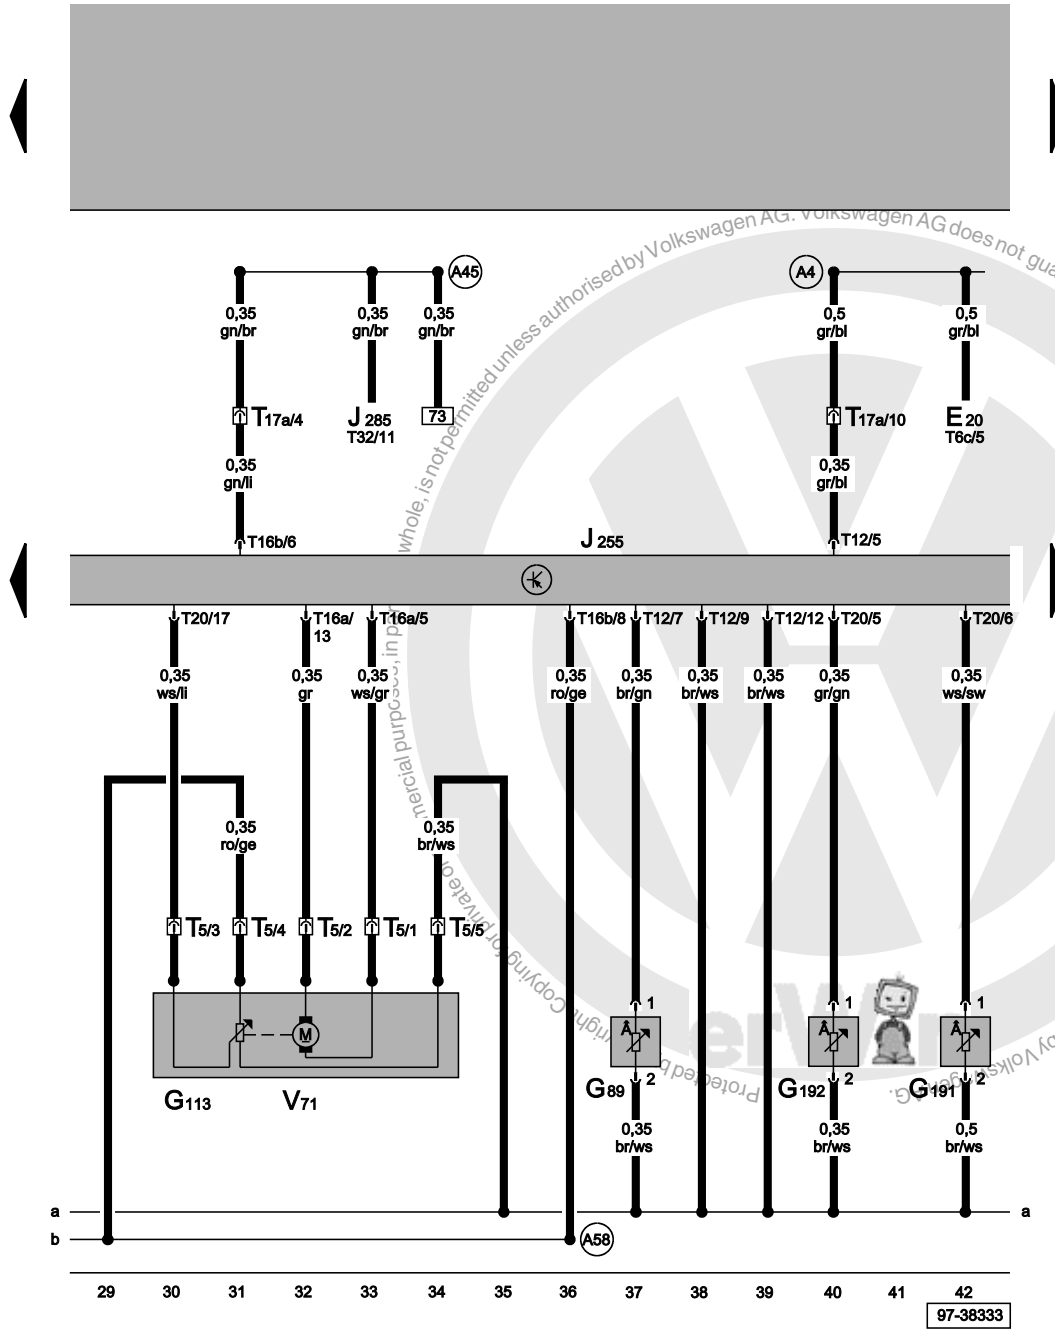 A45
A4
0,35 0,35 0,35 0,5 0,5
gn/br gn/br gn/br gr/bl gr/bl
T17a/4 J285 73 T17a/10 E20
T32/11 T6c/5
0,35 0,35
gn/li gr/bl
T16b/6 J255 T12/5
T20/17 T16a/ T16a/5 T16b/8 T12/7 T12/9 T12/12 T20/5 T20/6
13
0,35 0,35 0,35 0,35 0,35 0,35 0,35 0,35 0,35
ws/li gr ws/gr ro/ge br/gn br/ws br/ws gr/gn ws/sw
0,35 0,35
ro/ge br/ws
T5/3 T5/4 T5/2 T5/1 T5/5
1 1 1
M Â Â Â
2 2 2
G113 V71 G89 G192 G191
0,35 0,35 0,5
br/ws br/ws br/ws
a a
b A58
29 30 31 32 33 34 35 36 37 38 39 40 41 42
97-38333
whole, is not permitted unless authorised by Volkswagen AG. Volkswagen AG does not gua
mercial purposes, in p
Copying for private o
Protected b
by Volkswagen AG.